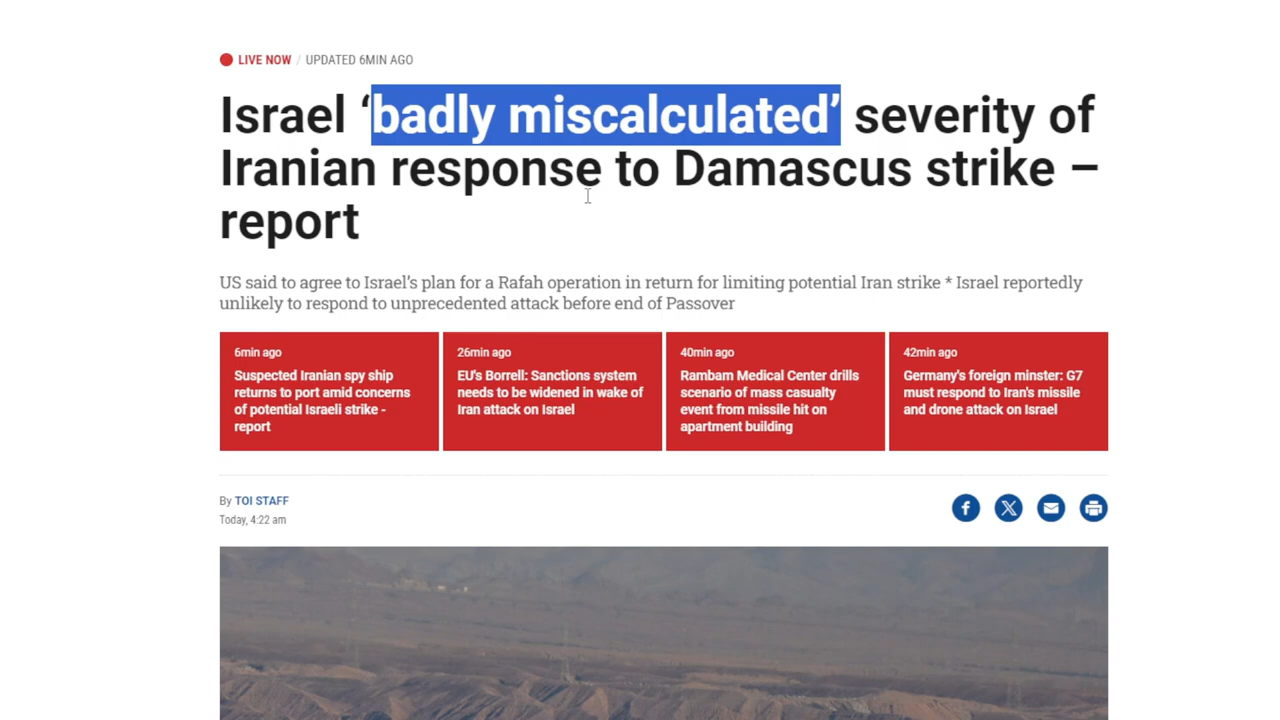 LIVE NOW / UPDATED 6MIN AGO
Israel ‘badly miscalculated’ severity of
Iranian response to Damascus strike –
report
US said to agree to Israel’s plan for a Rafah operation in return for limiting potential Iran strike * Israel reportedly
unlikely to respond to unprecedented attack before end of Passover
6min ago
Suspected Iranian spy ship
returns to port amid concerns
of potential Israeli strike -
report
26min ago
EU's Borrell: Sanctions system
needs to be widened in wake of
Iran attack on Israel
40min ago
Rambam Medical Center drills
scenario of mass casualty
event from missile hit on
apartment building
42min ago
Germany's foreign minster: G7
must respond to Iran's missile
and drone attack on Israel
By TOI STAFF
Today, 4:22 am